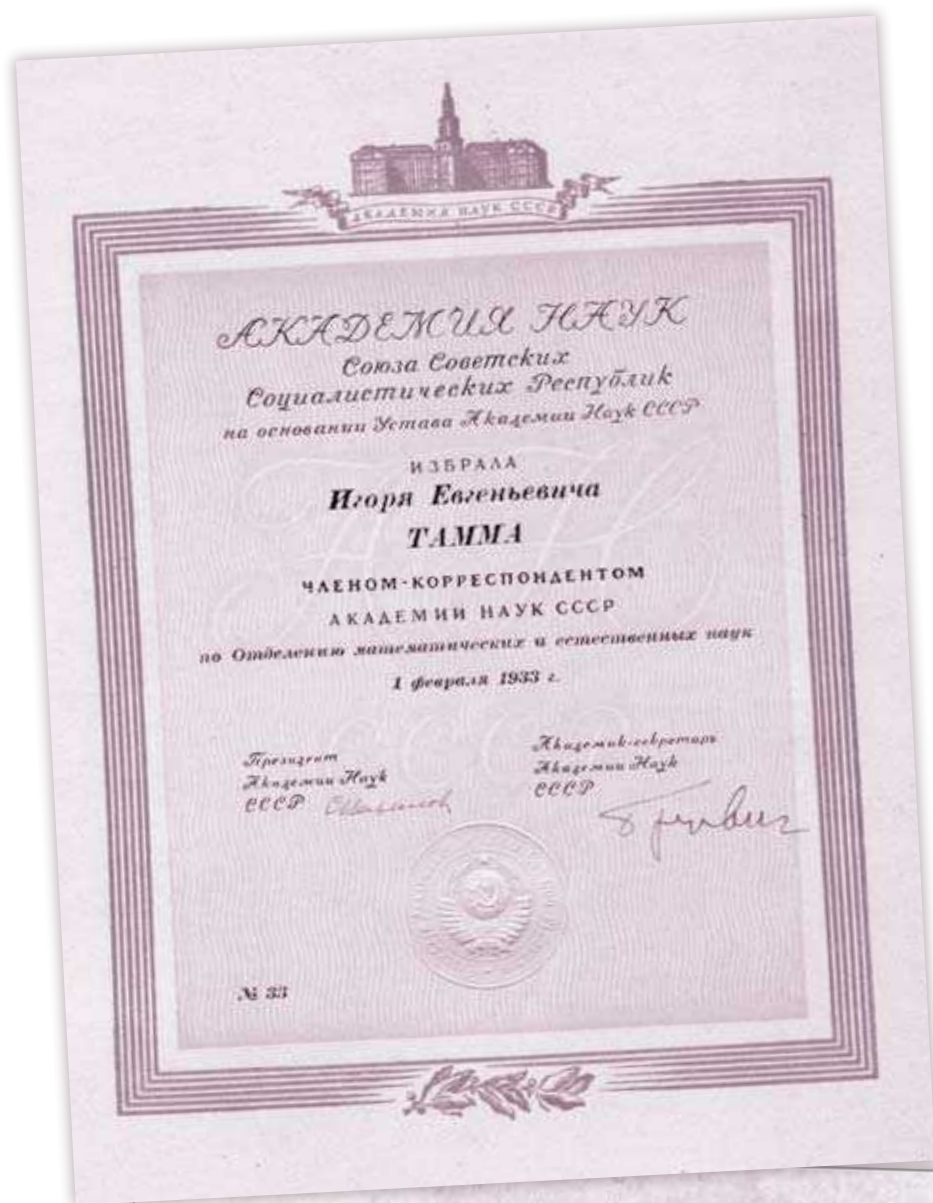 АКАДЕМИЯ НАУК СССР
АКАДЕМИЯ НАУК
Союза Советских
Социалистических Республик
на основании Устава Академии Наук СССР
ИЗБРАЛА
Игоря Евгеньевича
ТАММА
ЧЛЕНОМ-КОРРЕСПОНДЕНТОМ
АКАДЕМИИ НАУК СССР
по Отделению математических и естественных наук
1 февраля 1933 г.
Президент
Академии Наук
СССР
Академик-секретарь
Академии Наук
СССР
№ 33